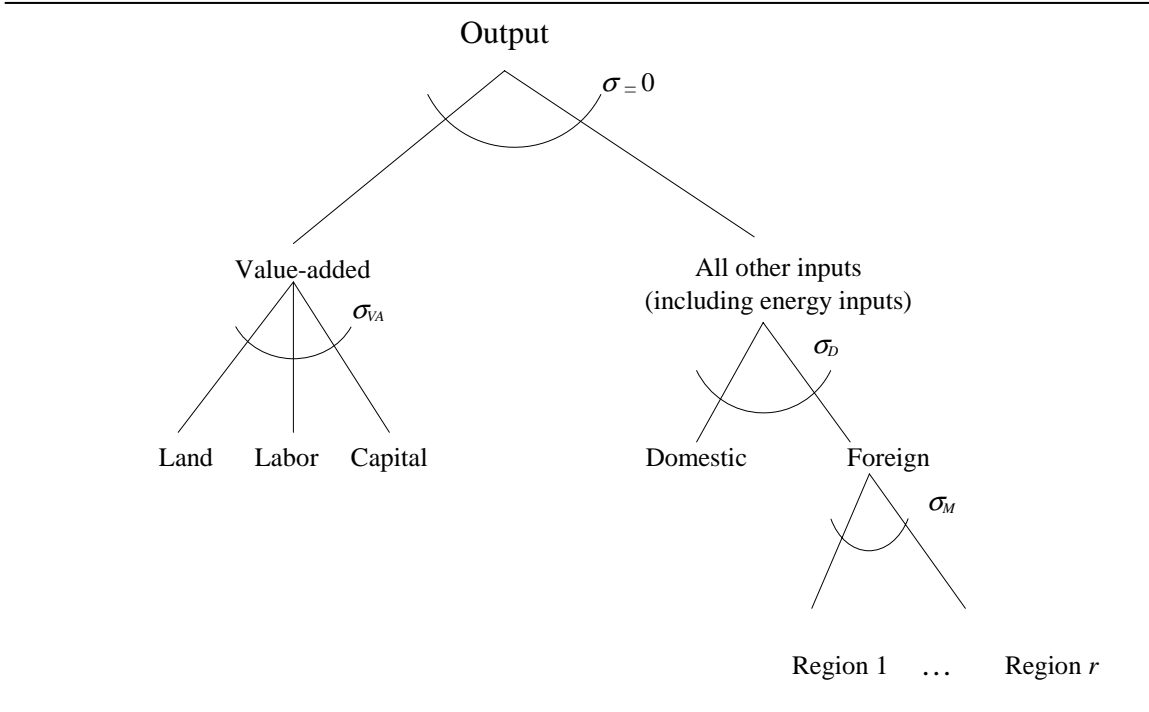 Output
σ = 0
Value-added
All other inputs
(including energy inputs)
σVA
σD
Land Labor Capital
Domestic Foreign
σM
Region 1 … Region r